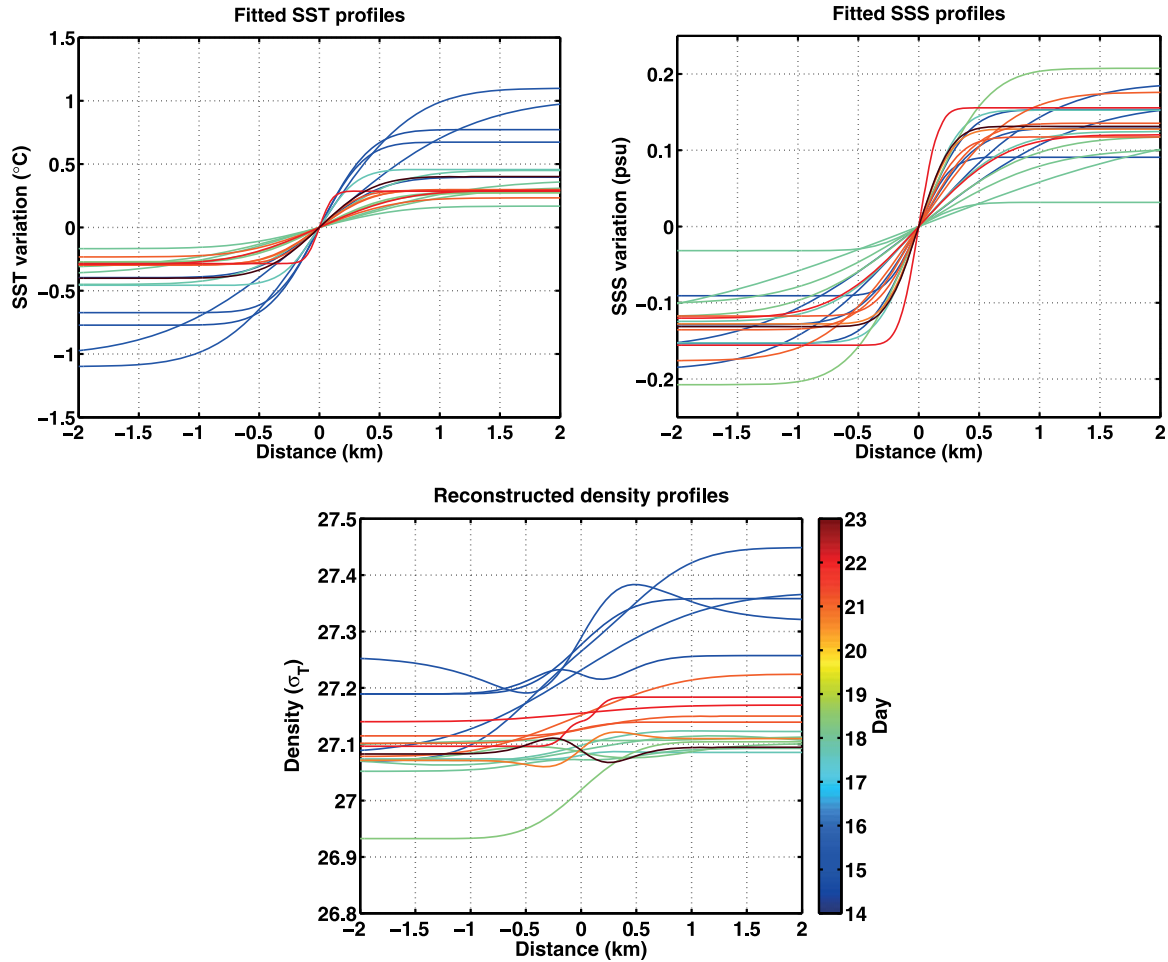 Fitted SST profiles
SST variation (°C)
1.5
1
0.5
0
−0.5
−1
−1.5
−2 −1.5 −1 −0.5 0 0.5 1 1.5 2
Distance (km)
Fitted SSS profiles
SSS variation (psu)
0.2
0.1
0
−0.1
−0.2
−2 −1.5 −1 −0.5 0 0.5 1 1.5 2
Distance (km)
Reconstructed density profiles
Density (σT)
27.5
27.4
27.3
27.2
27.1
27
26.9
26.8
−2 −1.5 −1 −0.5 0 0.5 1 1.5 2
Distance (km)
23
22
21
20
19
18
17
16
15
14
Day